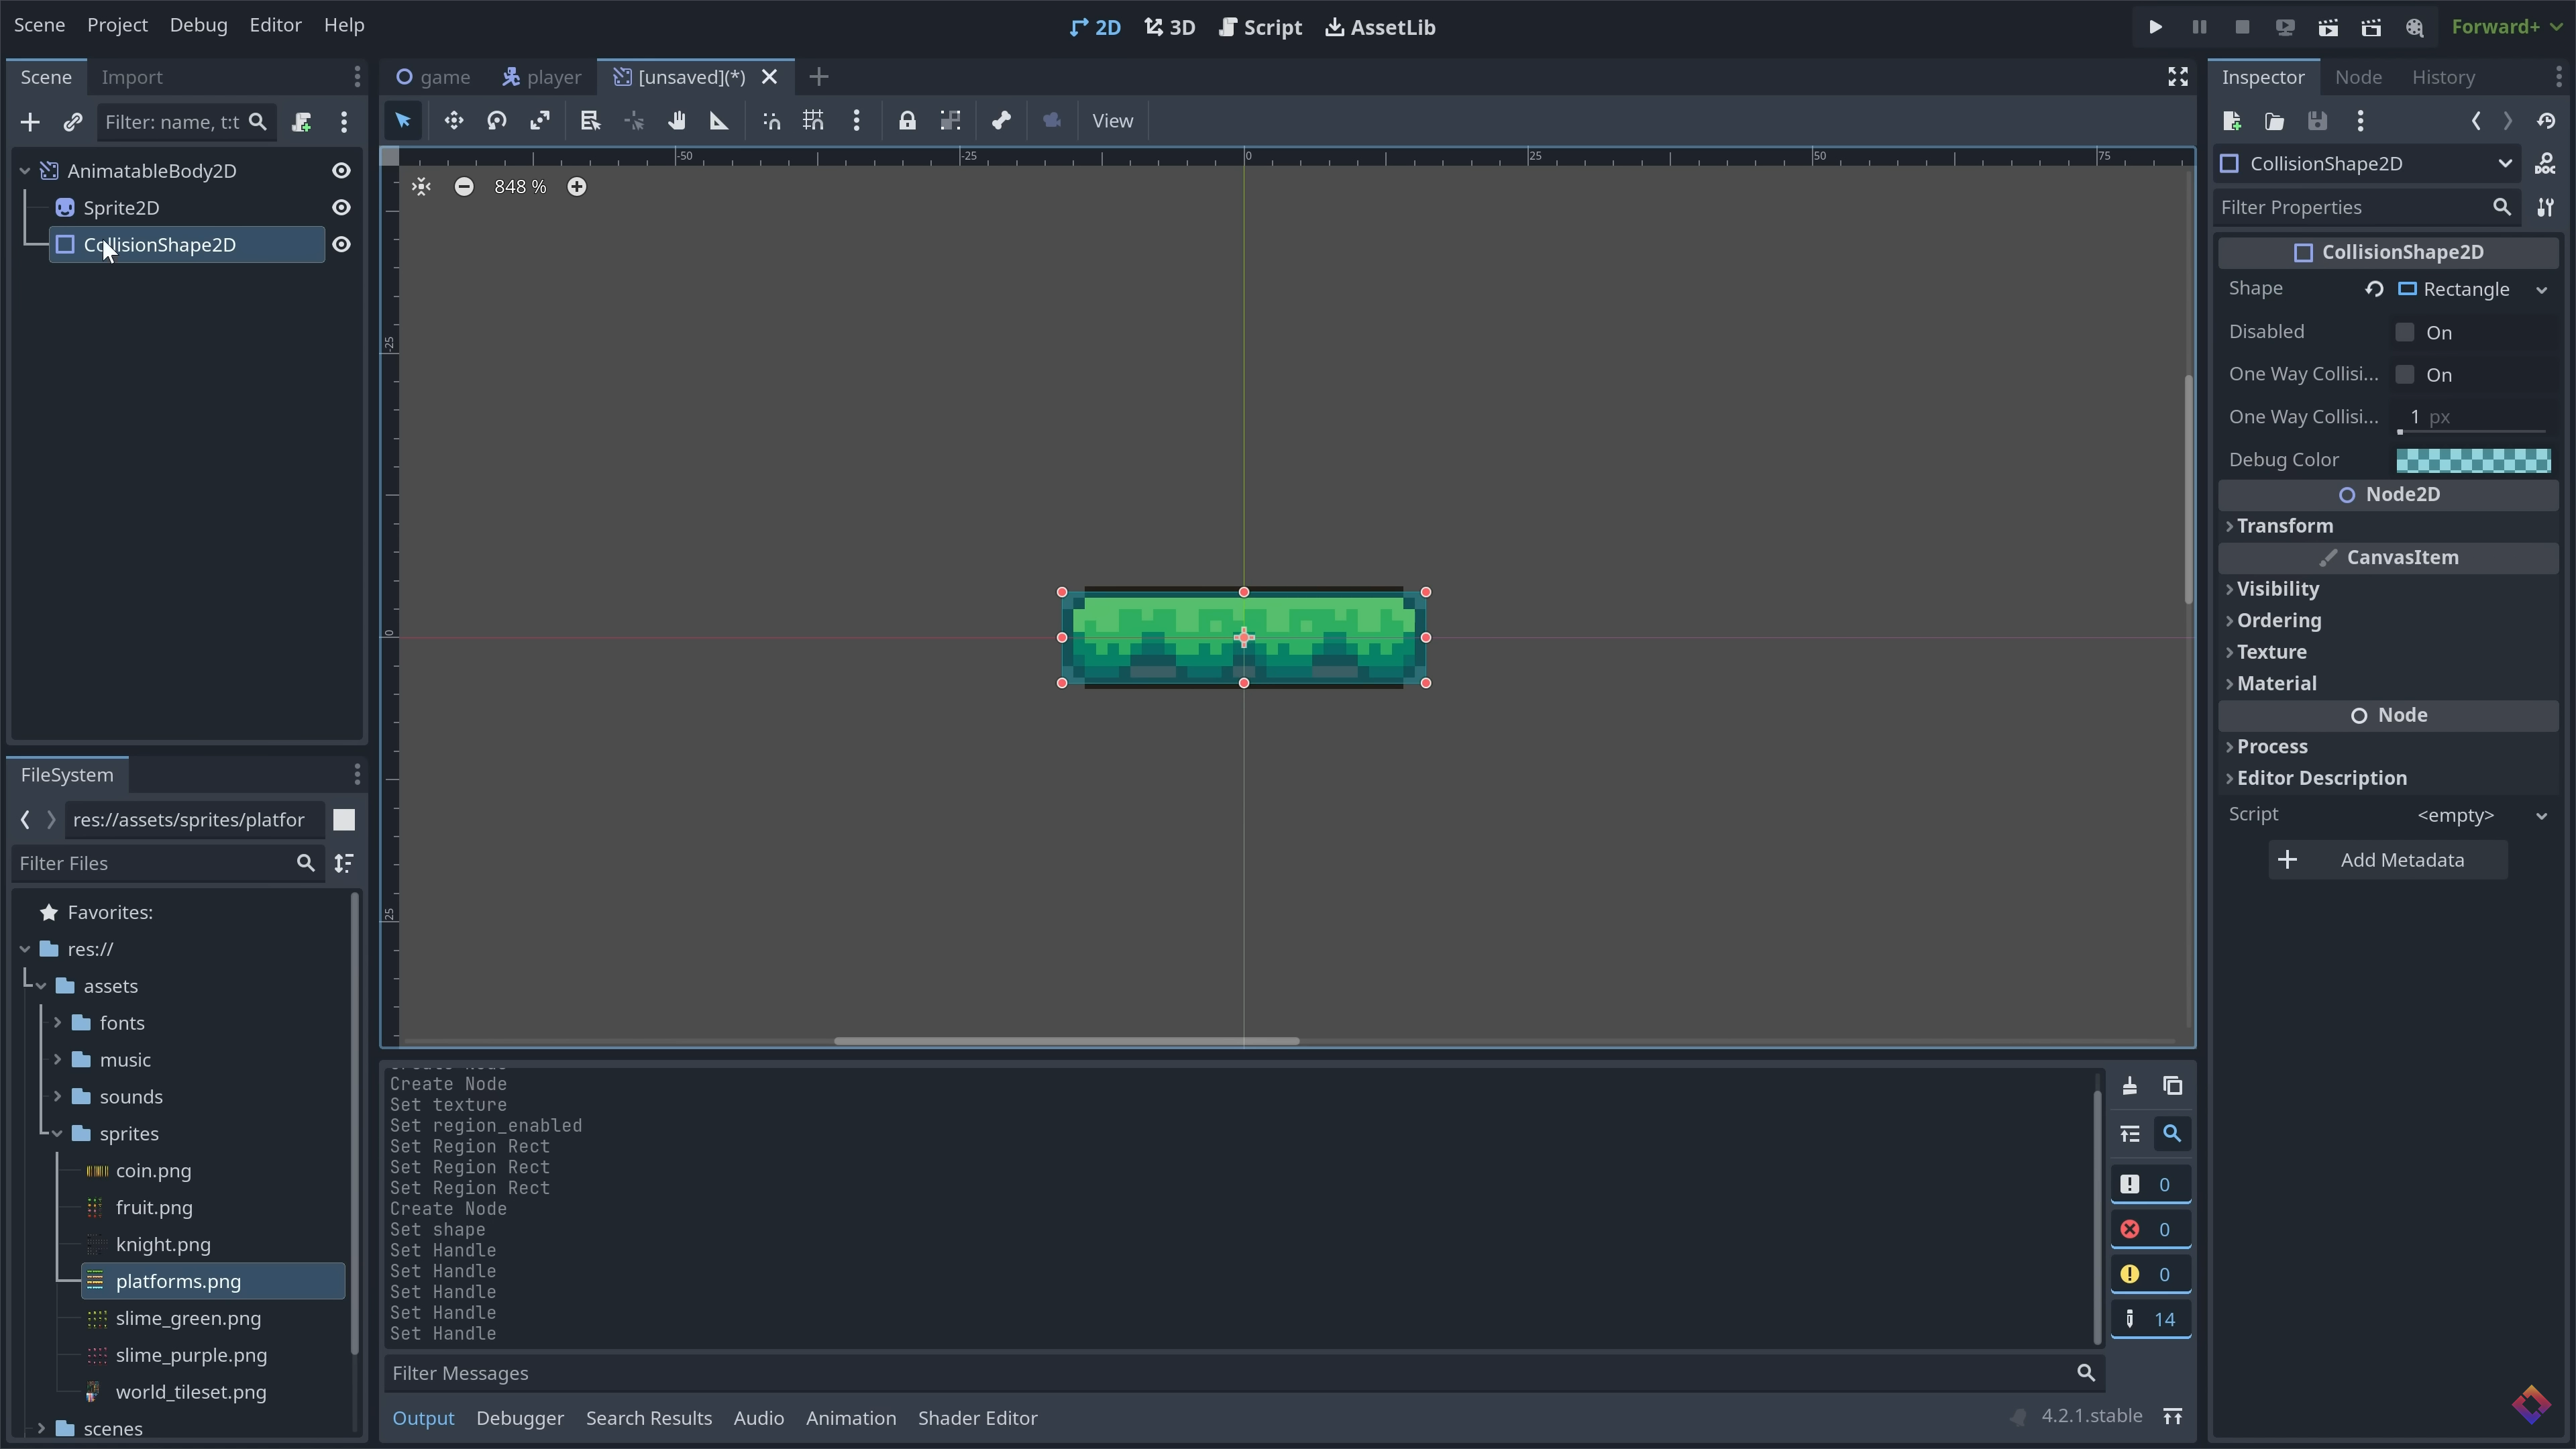 Scene Project Debug Editor Help
2D 3D Script AssetLib
Forward+
Scene Import
game player [unsaved](*)
Inspector Node History
Filter: name, t:t
View
AnimatableBody2D
Sprite2D
CollisionShape2D
-50 -25 0 25 50 75
848 %
-25
0
25
CollisionShape2D
Filter Properties
CollisionShape2D
Shape Rectangle
Disabled On
One Way Collisi... On
One Way Collisi... 1 px
Debug Color
Node2D
Transform
CanvasItem
Visibility
Ordering
Texture
Material
Node
Process
Editor Description
Script <empty>
Add Metadata
FileSystem
res://assets/sprites/platfor
Filter Files
Favorites:
res://
assets
fonts
music
sounds
sprites
coin.png
fruit.png
knight.png
platforms.png
slime_green.png
slime_purple.png
world_tileset.png
scenes
Create Node
Set texture
Set region_enabled
Set Region Rect
Set Region Rect
Set Region Rect
Create Node
Set shape
Set Handle
Set Handle
Set Handle
Set Handle
Set Handle
0
0
0
14
Filter Messages
Output Debugger Search Results Audio Animation Shader Editor
4.2.1.stable